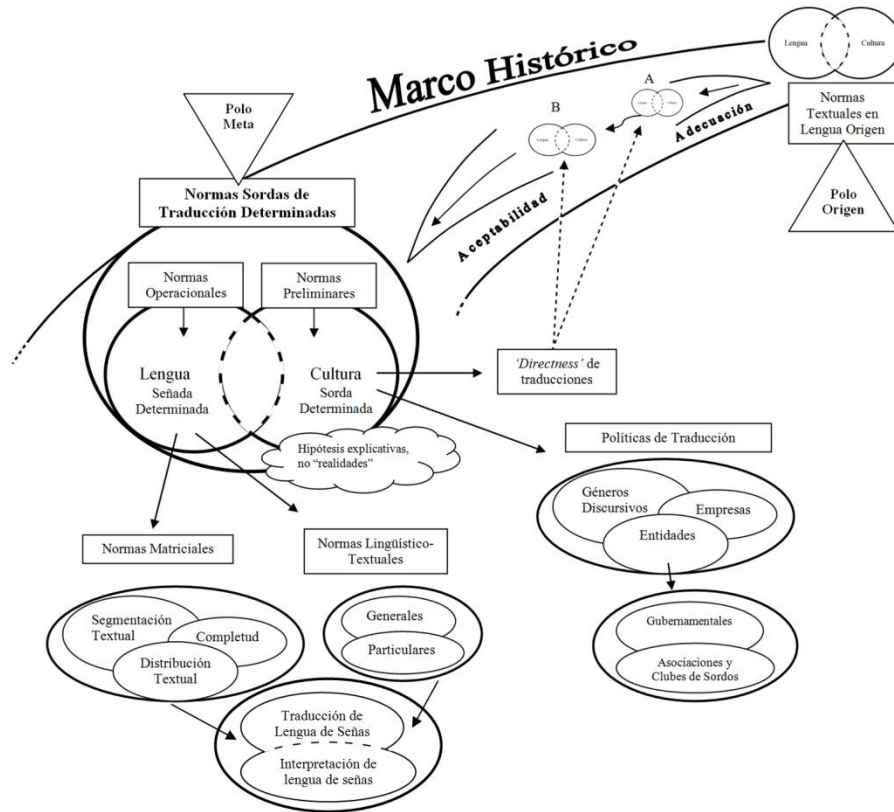 Marco Histórico
Lengua
Cultura
Polo
Meta
A
B
Adecuación
Normas
Textuales en
Lengua Origen
Lengua
Cultura
Polo
Origen
Normas Sordas de
Traducción Determinadas
Aceptabilidad
Normas
Operacionales
Normas
Preliminares
Lengua
Señada
Determinada
Cultura
Sorda
Determinada
'Directness' de
traducciones
Hipótesis explicativas,
no “realidades”
Políticas de Traducción
Géneros
Discursivos
Empresas
Entidades
Normas Matriciales
Normas Lingüístico-
Textuales
Segmentación
Textual
Completud
Distribución
Textual
Generales
Particulares
Gubernamentales
Asociaciones y
Clubes de Sordos
Traducción de
Lengua de Señas
Interpretación de
lengua de señas